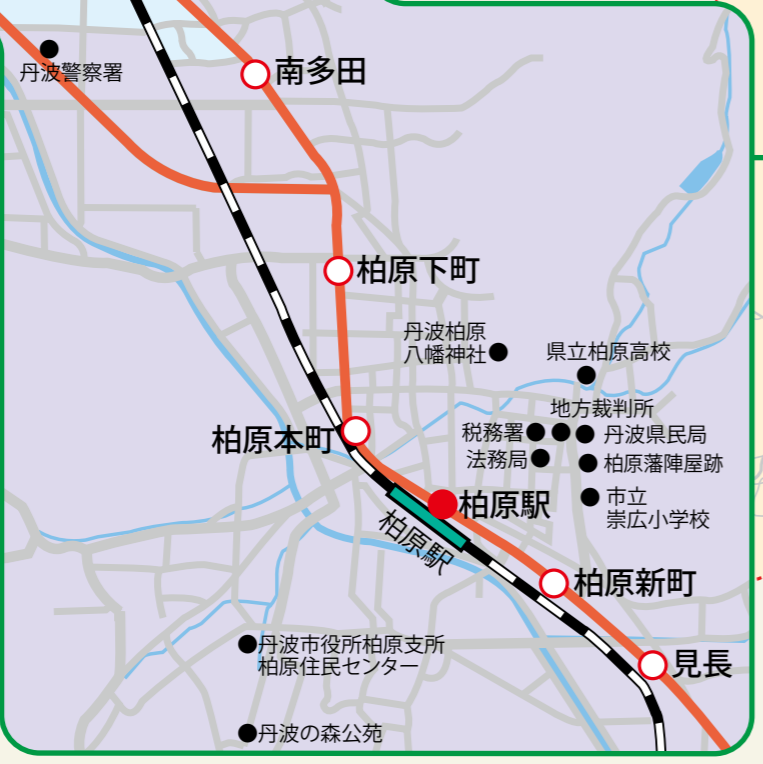 南多田
丹波警察署
柏原下町
丹波柏原
八幡神社
県立柏原高校
地方裁判所
税務署
丹波県民局
柏原本町
法務局
柏原藩陣屋跡
市立
崇広小学校
柏原駅
柏原駅
柏原新町
丹波市役所柏原支所
柏原住民センター
見長
丹波の森公苑